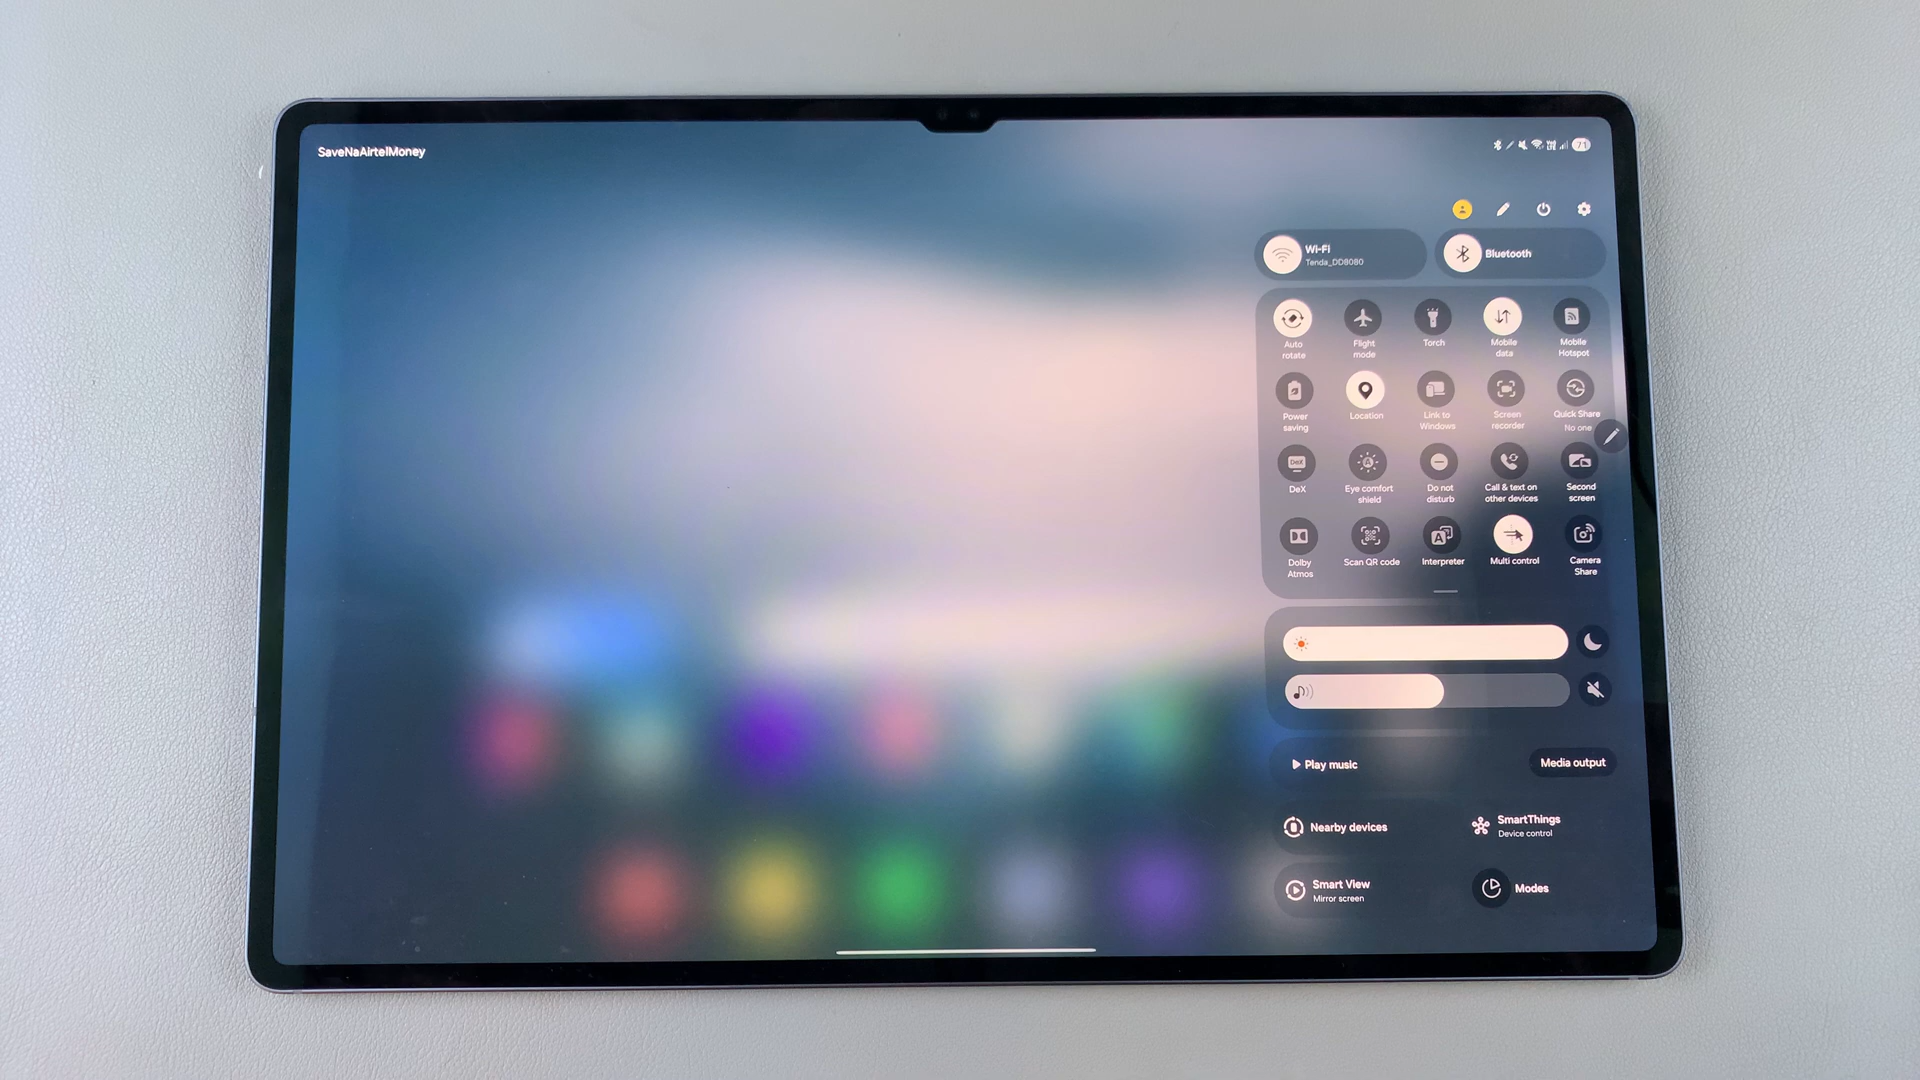 SaveNaAirtelMoney
71
Wi-Fi
Tenda_DD8080
Bluetooth
Auto
rotate
Flight
mode
Torch
Mobile
data
Mobile
Hotspot
Power
saving
Location
Link to
Windows
Screen
recorder
Quick Share
No one
DeX
DeX
Eye comfort
shield
Do not
disturb
Call & text on
other devices
Second
screen
Dolby
Atmos
Scan QR code
Interpreter
Multi control
Camera
Share
Play music
Media output
Nearby devices
SmartThings
Device control
Smart View
Mirror screen
Modes